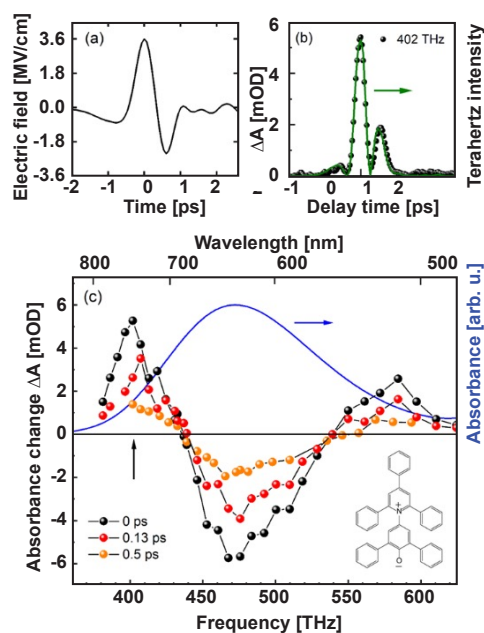 (a)
Electric field [MV/cm]
3.6
1.8
0.0
-1.8
-3.6
-2 -1 0 1 2
Time [ps]
(b)
402 THz
ΔA [mOD]
6
4
2
0
-1 0 1 2
Delay time [ps]
Terahertz intensity
Wavelength [nm]
800 700 600 500
(c)
Absorbance change ΔA [mOD]
6
4
2
0
-2
-4
-6
0 ps
0.13 ps
0.5 ps
N
+
O
−
400 450 500 550 600
Frequency [THz]
Absorbance [arb. u.]